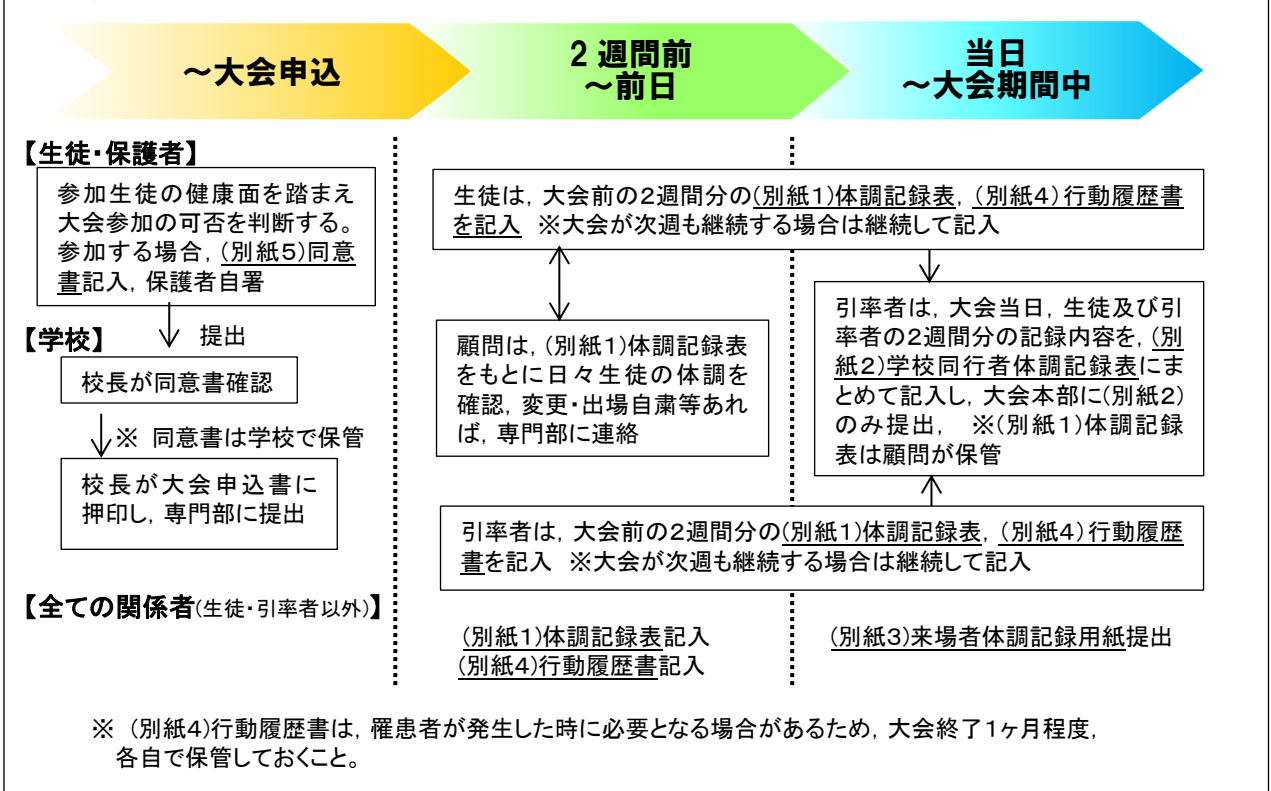 ～大会申込
2週間前
～前日
当日
～大会期間中
【生徒・保護者】
参加生徒の健康面を踏まえ
大会参加の可否を判断する。
参加する場合，(別紙5)同意
書記入，保護者自署
提出
【学校】
校長が同意書確認
※ 同意書は学校で保管
校長が大会申込書に
押印し，専門部に提出
生徒は，大会前の2週間分の(別紙1)体調記録表，(別紙4)行動履歴書
を記入 ※大会が次週も継続する場合は継続して記入
顧問は，(別紙1)体調記録表
をもとに日々生徒の体調を
確認，変更・出場自粛等あれ
ば，専門部に連絡
引率者は，大会当日，生徒及び引
率者の2週間分の記録内容を，(別
紙2)学校同行者体調記録表にま
とめて記入し，大会本部に(別紙2)
のみ提出， ※(別紙1)体調記録
表は顧問が保管
引率者は，大会前の2週間分の(別紙1)体調記録表，(別紙4)行動履歴
書を記入 ※大会が次週も継続する場合は継続して記入
【全ての関係者(生徒・引率者以外)】
(別紙1)体調記録表記入
(別紙4)行動履歴書記入
(別紙3)来場者体調記録用紙提出
※ (別紙4)行動履歴書は，罹患者が発生した時に必要となる場合があるため，大会終了1ヶ月程度，
各自で保管しておくこと。